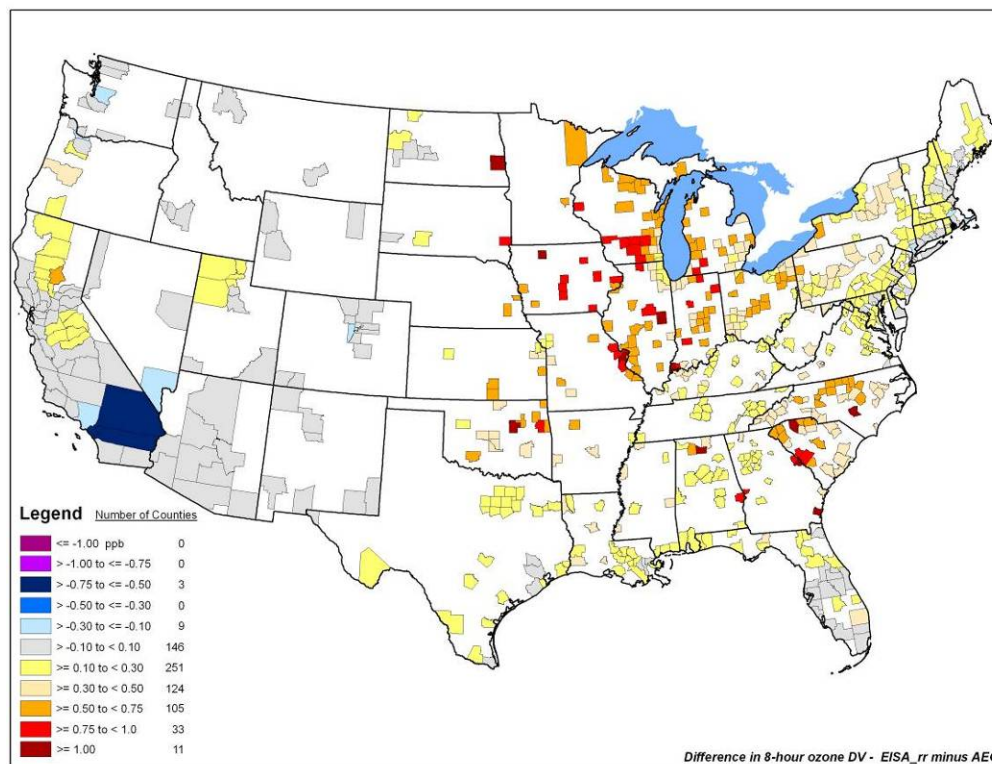 Legend Number of Counties
<= -1.00 ppb 0
> -1.00 to <= -0.75 0
> -0.75 to <= -0.50 3
> -0.50 to <= -0.30 0
> -0.30 to <= -0.10 9
> -0.10 to < 0.10 146
>= 0.10 to < 0.30 251
>= 0.30 to < 0.50 124
>= 0.50 to < 0.75 105
>= 0.75 to < 1.0 33
>= 1.00 11
Difference in 8-hour ozone DV - EISA_rr minus AEO